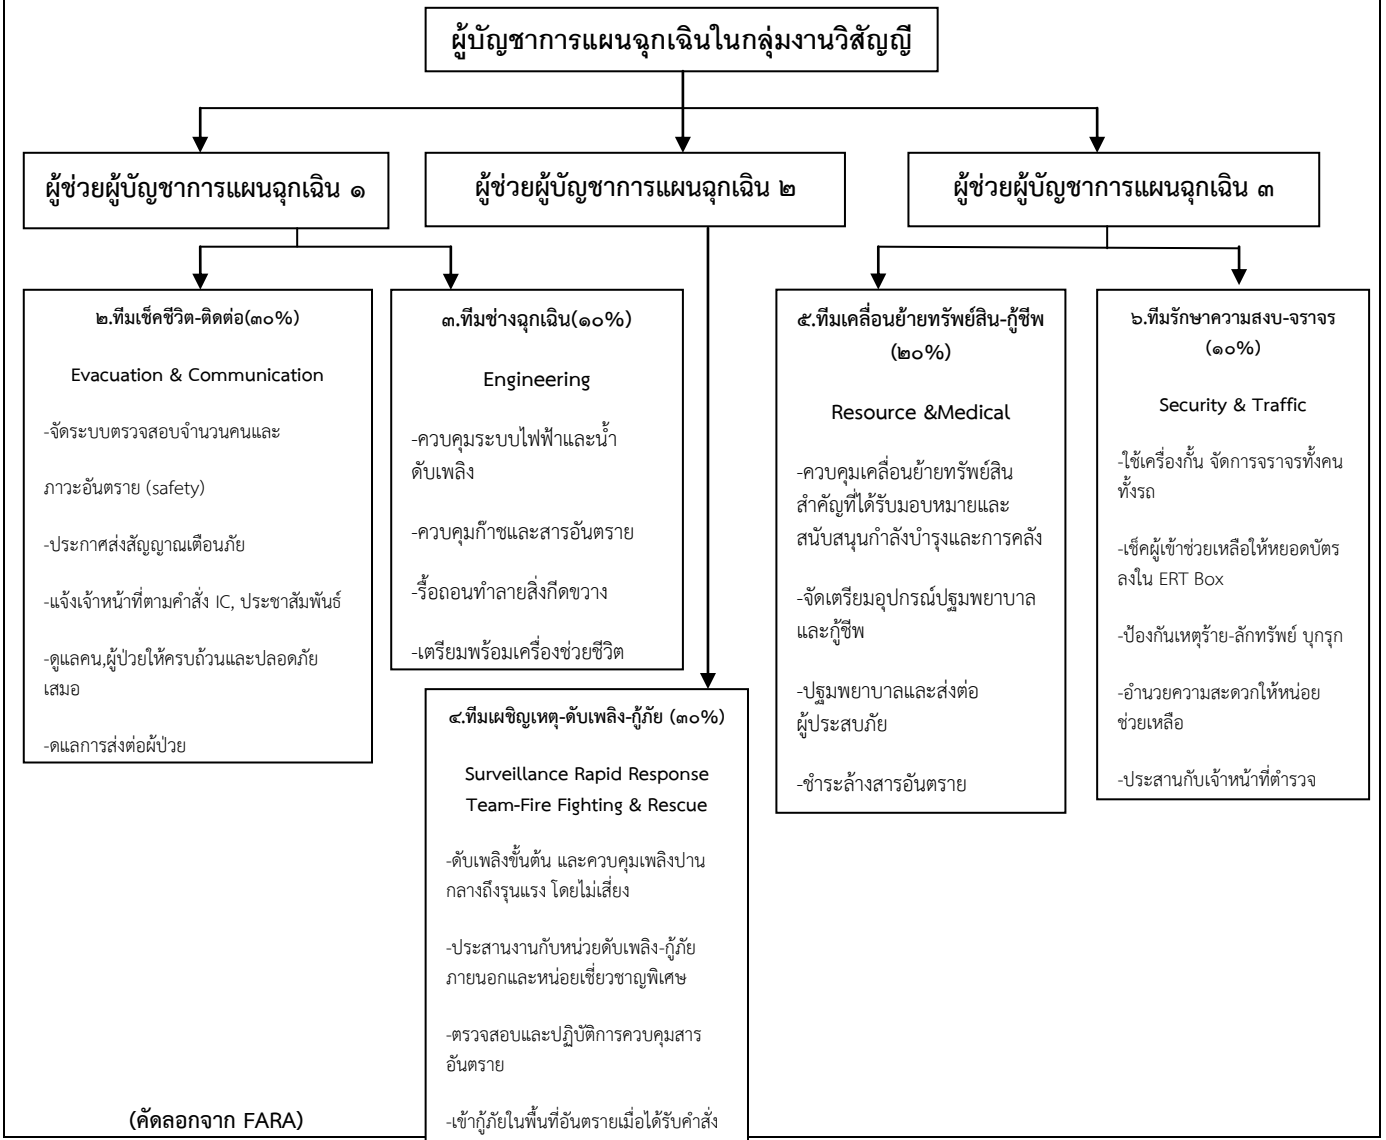 ผู้บัญชาการแผนฉุกเฉินในกลุ่มงานวิสัญญี
ผู้ช่วยผู้บัญชาการแผนฉุกเฉิน ๑
ผู้ช่วยผู้บัญชาการแผนฉุกเฉิน ๒
ผู้ช่วยผู้บัญชาการแผนฉุกเฉิน ๓
๒.ทีมเช็คชีวิต-ติดต่อ(๓๐%)
Evacuation & Communication
-จัดระบบตรวจสอบจำนวนคนและ
ภาวะอันตราย (safety)
-ประกาศส่งสัญญาณเตือนภัย
-แจ้งเจ้าหน้าที่ตามคำสั่ง IC, ประชาสัมพันธ์
-ดูแลคน,ผู้ป่วยให้ครบถ้วนและปลอดภัย
เสมอ
-ดูแลการส่งต่อผู้ป่วย
๓.ทีมช่างฉุกเฉิน(๑๐%)
Engineering
-ควบคุมระบบไฟฟ้าและน้ำ
ดับเพลิง
-ควบคุมก๊าซและสารอันตราย
-รื้อถอนทำลายสิ่งกีดขวาง
-เตรียมพร้อมเครื่องช่วยชีวิต
๔.ทีมเผชิญเหตุ-ดับเพลิง-กู้ภัย (๓๐%)
Surveillance Rapid Response
Team-Fire Fighting & Rescue
-ดับเพลิงขั้นต้น และควบคุมเพลิงปาน
กลางถึงรุนแรง โดยไม่เสี่ยง
-ประสานงานกับหน่วยดับเพลิง-กู้ภัย
ภายนอกและหน่อยเชี่ยวชาญพิเศษ
-ตรวจสอบและปฏิบัติการควบคุมสาร
อันตราย
-เข้ากู้ภัยในพื้นที่อันตรายเมื่อได้รับคำสั่ง
๕.ทีมเคลื่อนย้ายทรัพย์สิน-กู้ชีพ
(๒๐%)
Resource &Medical
-ควบคุมเคลื่อนย้ายทรัพย์สิน
สำคัญที่ได้รับมอบหมายและ
สนับสนุนกำลังบำรุงและการคลัง
-จัดเตรียมอุปกรณ์ปฐมพยาบาล
และกู้ชีพ
-ปฐมพยาบาลและส่งต่อ
ผู้ประสบภัย
-ชำระล้างสารอันตราย
๖.ทีมรักษาความสงบ-จราจร
(๑๐%)
Security & Traffic
-ใช้เครื่องกั้น จัดการจราจรทั้งคน
ทั้งรถ
-เช็คผู้เข้าช่วยเหลือให้หยอดบัตร
ลงใน ERT Box
-ป้องกันเหตุร้าย-ลักทรัพย์ บุกรุก
-อำนวยความสะดวกให้หน่อย
ช่วยเหลือ
-ประสานกับเจ้าหน้าที่ตำรวจ
(คัดลอกจาก FARA)